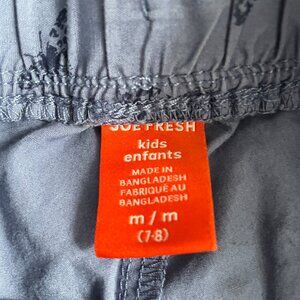 JOE FRESH
kids
enfants
MADE IN
BANGLADESH
FABRIQUÉ AU
BANGLADESH
m / m
(7-8)